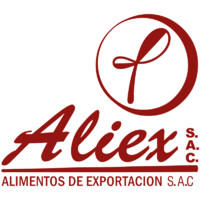 Aliex S.A.C.
ALIMENTOS DE EXPORTACION S.A.C